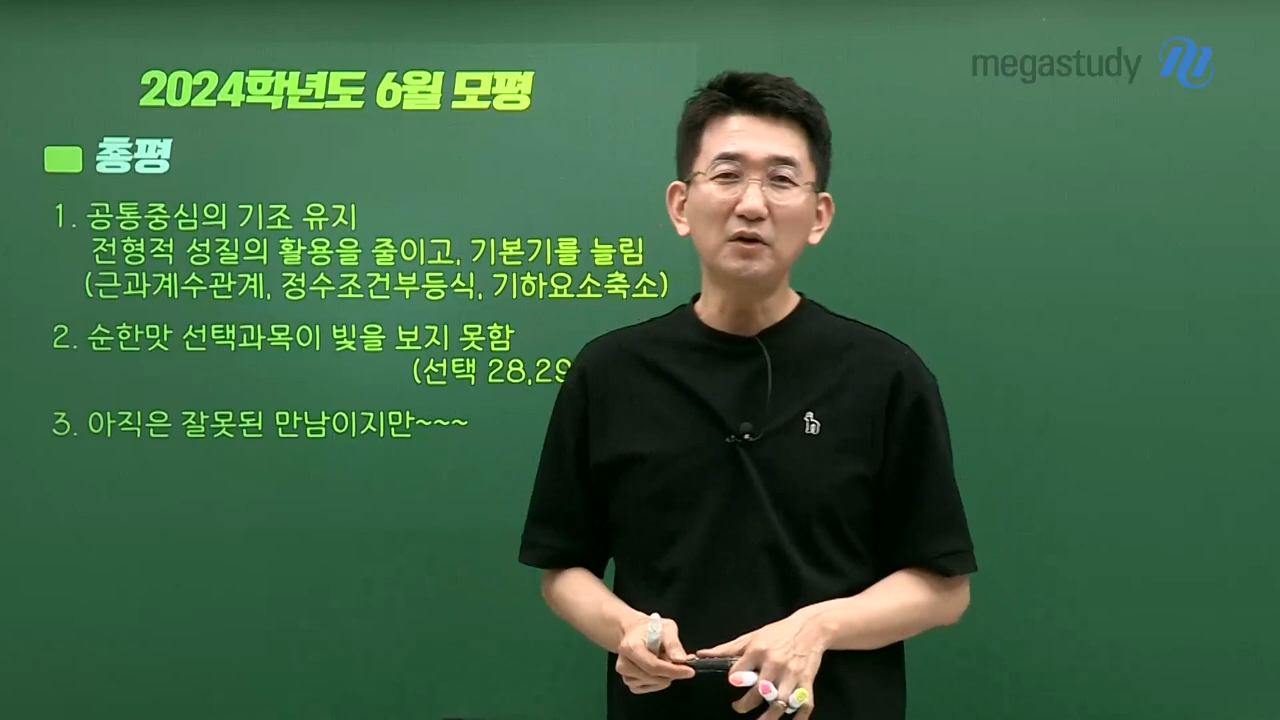 megastudy
2024학년도 6월 모평
총평
1. 공통중심의 기조 유지
전형적 성질의 활용을 줄이고, 기본기를 늘림
(근과계수관계, 정수조건부등식, 기하요소축소)
2. 순한맛 선택과목이 빛을 보지 못함
(선택 28,29
3. 아직은 잘못된 만남이지만~~~